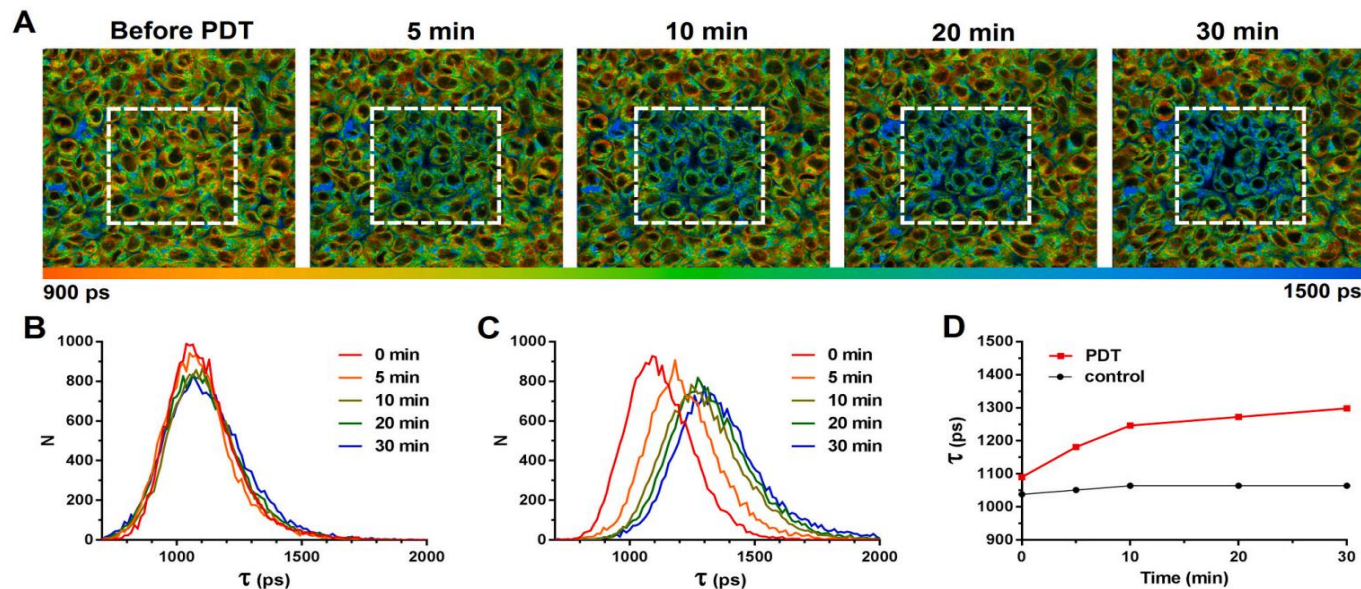 A
Before PDT
5 min
10 min
20 min
30 min
900 ps
1500 ps
B
1000
800
600
400
200
0
N
1000
1500
2000
τ (ps)
0 min
5 min
10 min
20 min
30 min
C
1000
800
600
400
200
0
N
1000
1500
2000
τ (ps)
0 min
5 min
10 min
20 min
30 min
D
1500
1400
1300
1200
1100
1000
900
τ (ps)
0
10
20
30
Time (min)
PDT
control